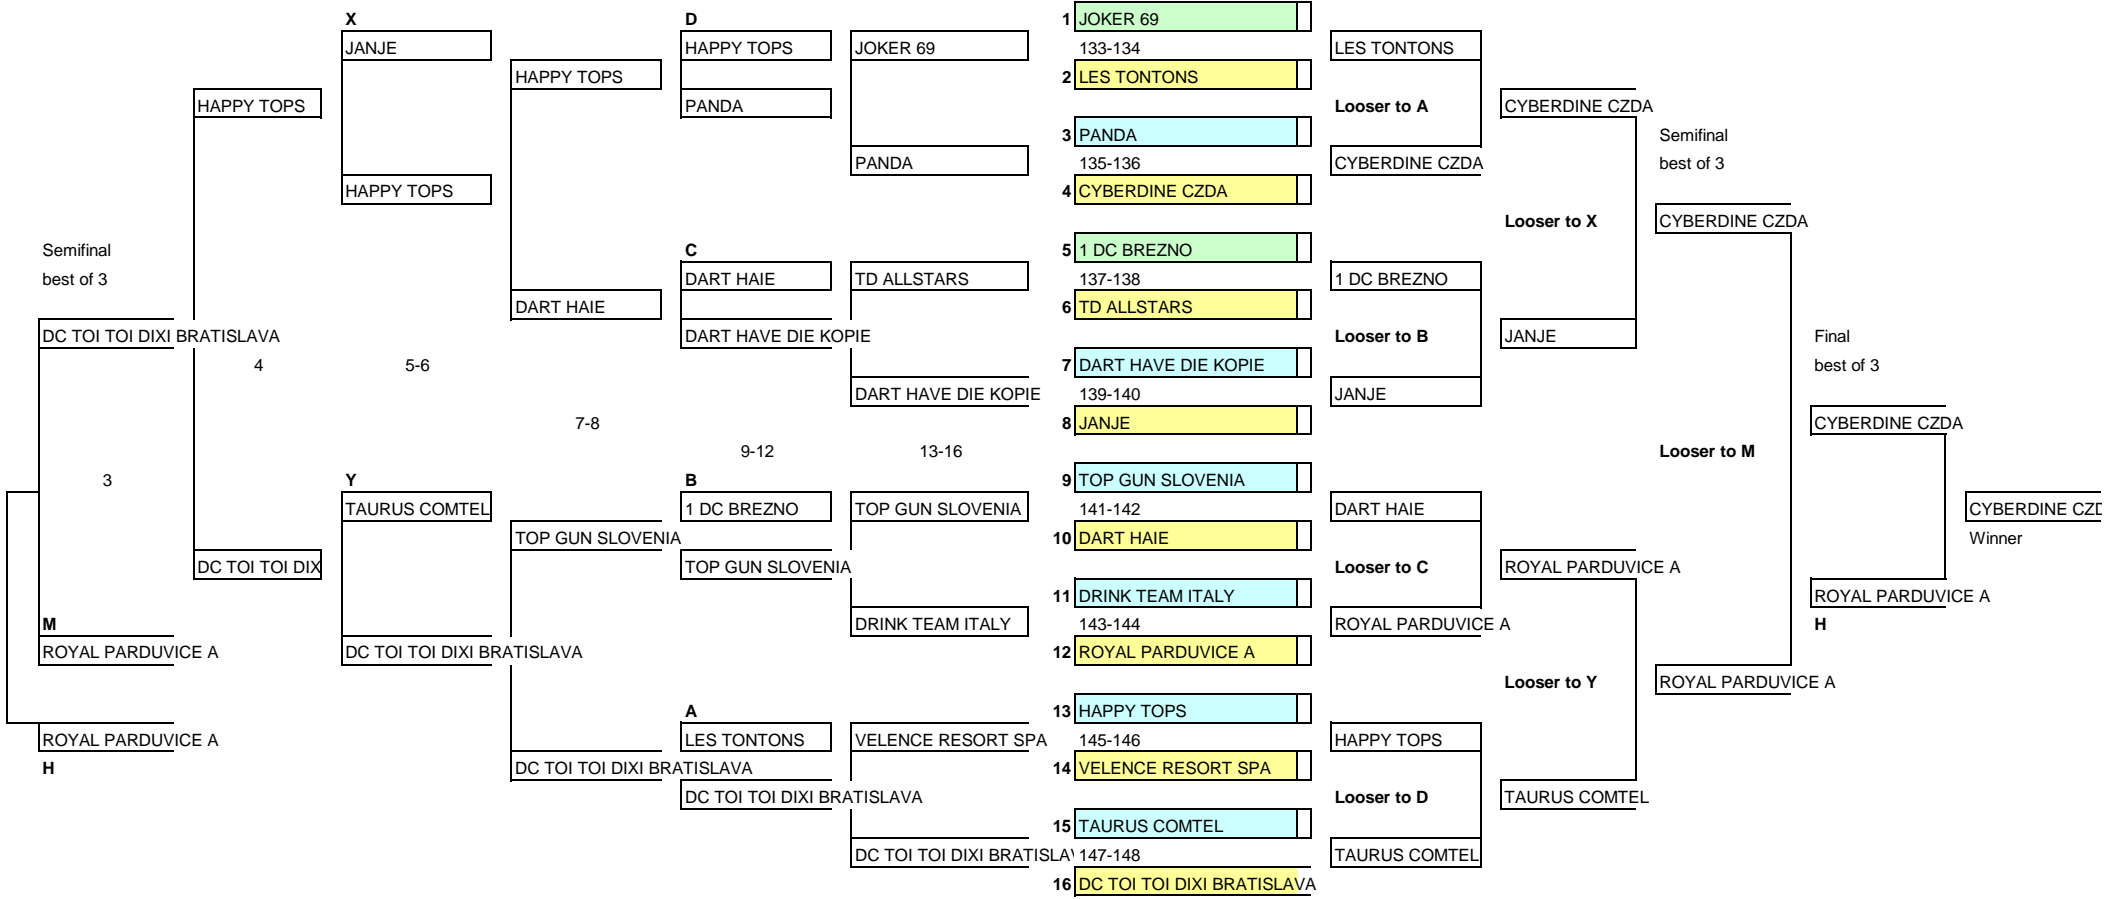 X D 1 JOKER 69
JANJE HAPPY TOPS JOKER 69 133-134 LES TONTONS
HAPPY TOPS 2 LES TONTONS
HAPPY TOPS PANDA Looser to A CYBERDINE CZDA
3 PANDA Semifinal
PANDA 135-136 CYBERDINE CZDA best of 3
HAPPY TOPS 4 CYBERDINE CZDA
Looser to X CYBERDINE CZDA
Semifinal C 5 1 DC BREZNO
best of 3 DART HAIE TD ALLSTARS 137-138 1 DC BREZNO
DART HAIE 6 TD ALLSTARS
DC TOI TOI DIXI BRATISLAVA DART HAVE DIE KOPIE Looser to B JANJE Final
4 5-6 7 DART HAVE DIE KOPIE best of 3
DART HAVE DIE KOPIE 139-140 JANJE
7-8 8 JANJE CYBERDINE CZDA
9-12 13-16 Looser to M
3 Y B 9 TOP GUN SLOVENIA
TAURUS COMTEL 1 DC BREZNO TOP GUN SLOVENIA 141-142 DART HAIE CYBERDINE CZD
TOP GUN SLOVENIA 10 DART HAIE Winner
DC TOI TOI DIX TOP GUN SLOVENIA Looser to C ROYAL PARDUVICE A
11 DRINK TEAM ITALY ROYAL PARDUVICE A
M DRINK TEAM ITALY 143-144 ROYAL PARDUVICE A H
ROYAL PARDUVICE A DC TOI TOI DIXI BRATISLAVA 12 ROYAL PARDUVICE A
Looser to Y ROYAL PARDUVICE A
A 13 HAPPY TOPS
ROYAL PARDUVICE A LES TONTONS VELENCE RESORT SPA 145-146 HAPPY TOPS
H DC TOI TOI DIXI BRATISLAVA 14 VELENCE RESORT SPA
DC TOI TOI DIXI BRATISLAVA Looser to D TAURUS COMTEL
15 TAURUS COMTEL
DC TOI TOI DIXI BRATISLAV 147-148 TAURUS COMTEL
16 DC TOI TOI DIXI BRATISLAVA